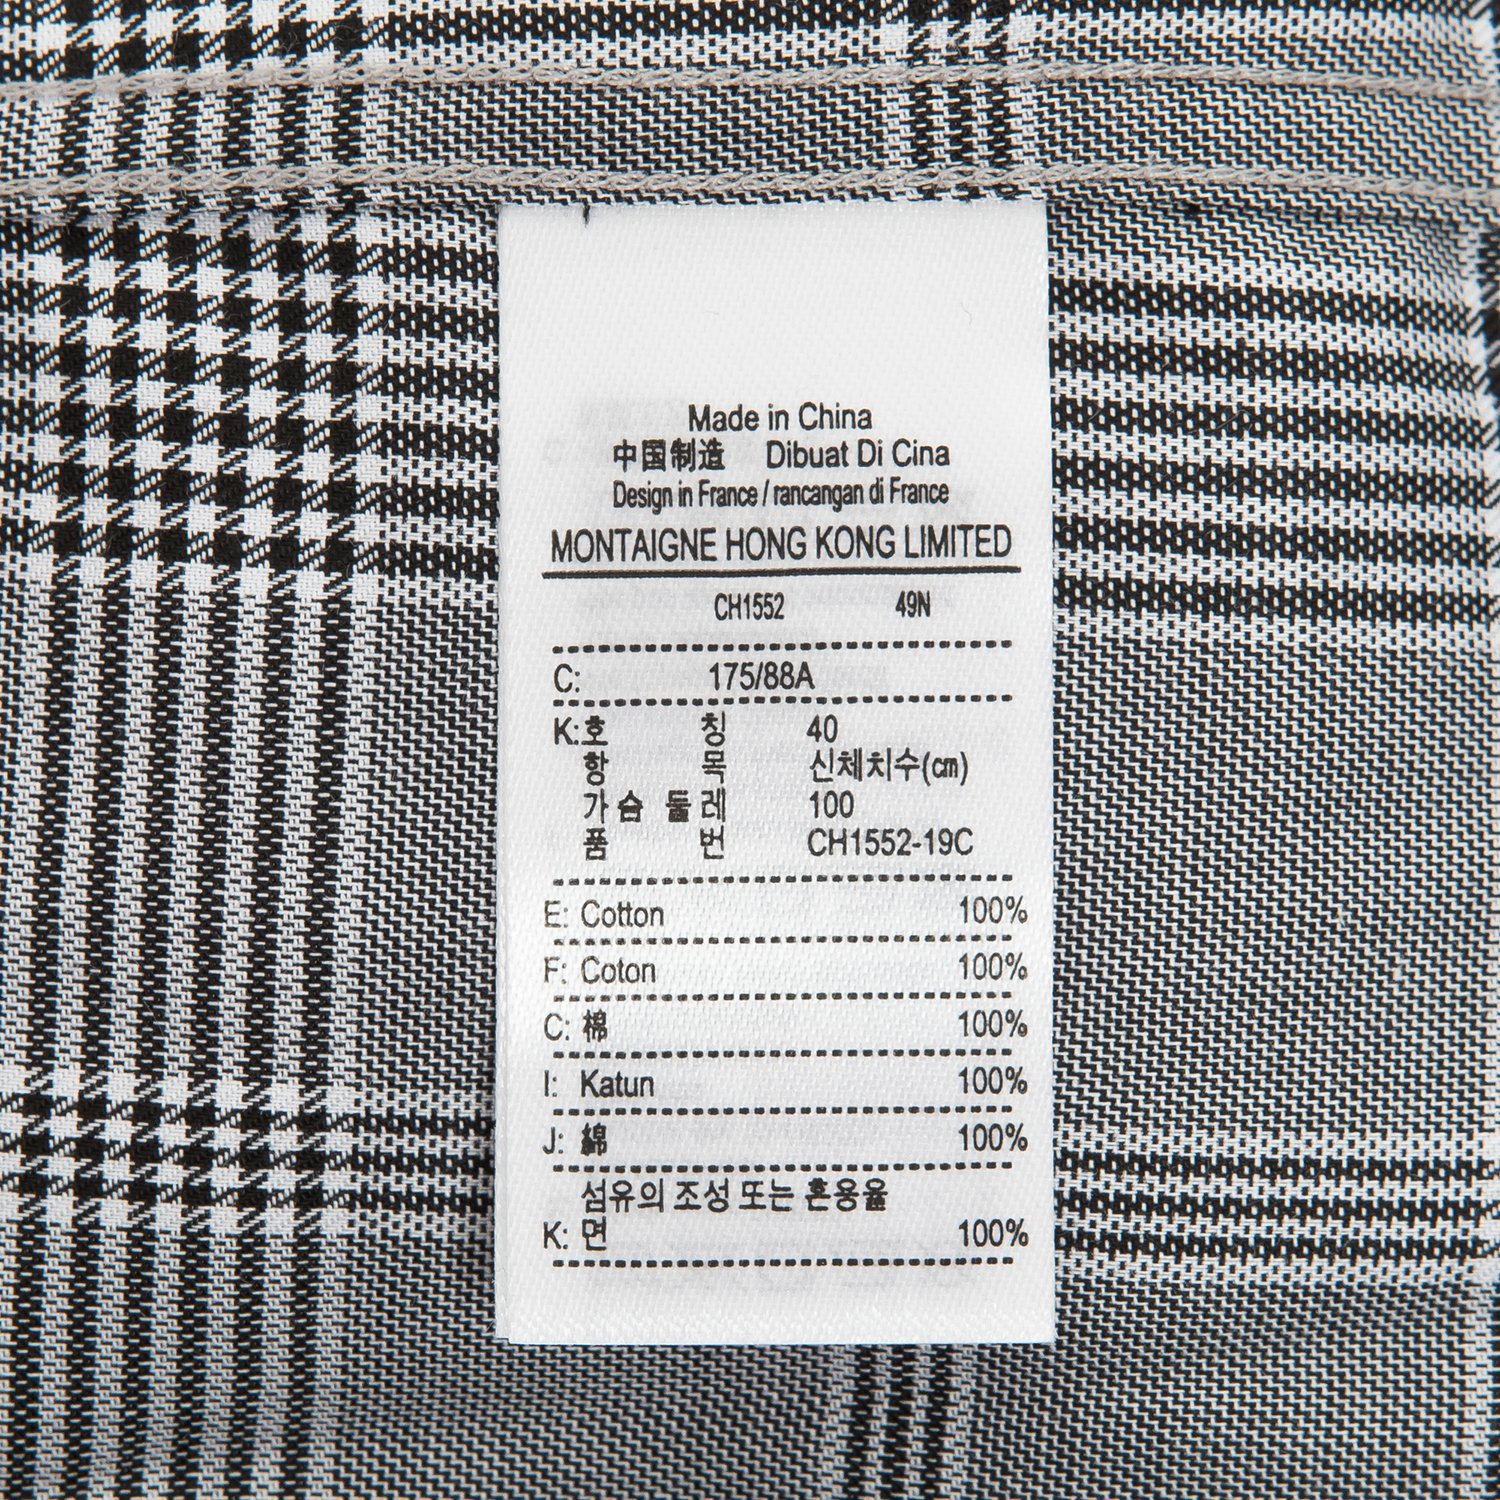 Made in China
中国制造 Dibuat Di Cina
Design in France / rancangan di France
MONTAIGNE HONG KONG LIMITED
CH1552 49N
C: 175/88A
K: 호 칭 40
항 목 신체치수(㎝)
가슴 둘레 100
품 번 CH1552-19C
E: Cotton 100%
F: Coton 100%
C: 棉 100%
I: Katun 100%
J: 綿 100%
섬유의 조성 또는 혼용율
K: 면 100%